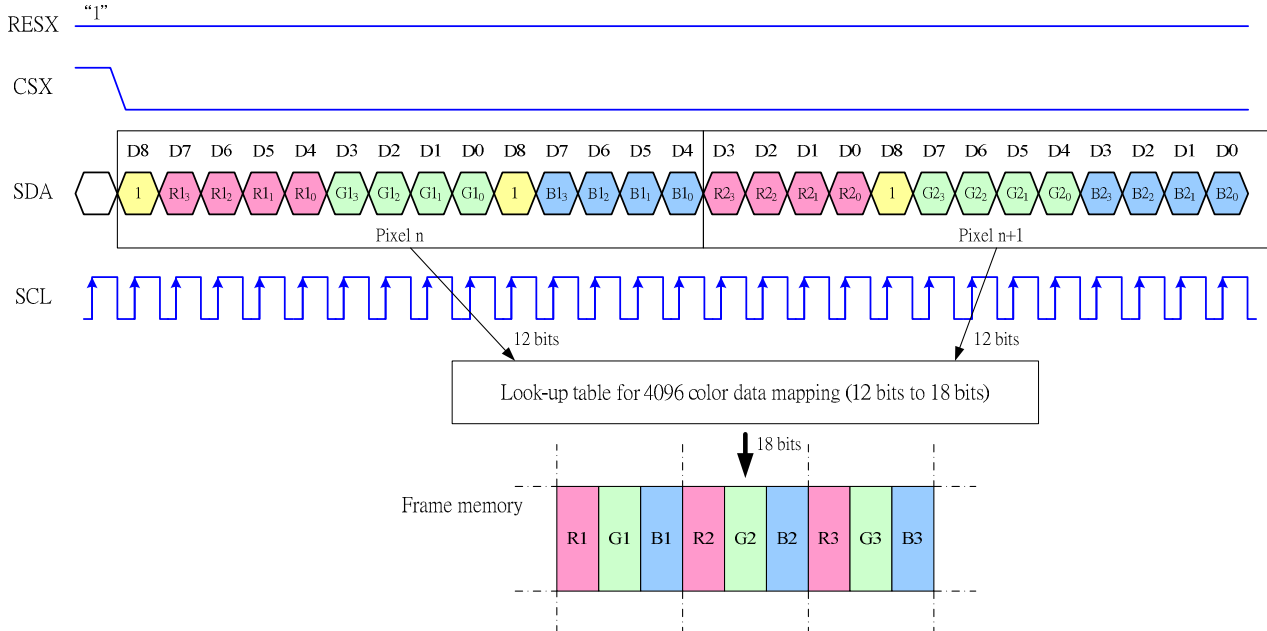 RESX “1”
CSX
D8 D7 D6 D5 D4 D3 D2 D1 D0 D8 D7 D6 D5 D4 D3 D2 D1 D0 D8 D7 D6 D5 D4 D3 D2 D1 D0
SDA 1 R1₃ R1₂ R1₁ R1₀ G1₃ G1₂ G1₁ G1₀ 1 B1₃ B1₂ B1₁ B1₀ R2₃ R2₂ R2₁ R2₀ 1 G2₃ G2₂ G2₁ G2₀ B2₃ B2₂ B2₁ B2₀
Pixel n Pixel n+1
SCL
12 bits 12 bits
Look-up table for 4096 color data mapping (12 bits to 18 bits)
18 bits
Frame memory
R1 G1 B1 R2 G2 B2 R3 G3 B3